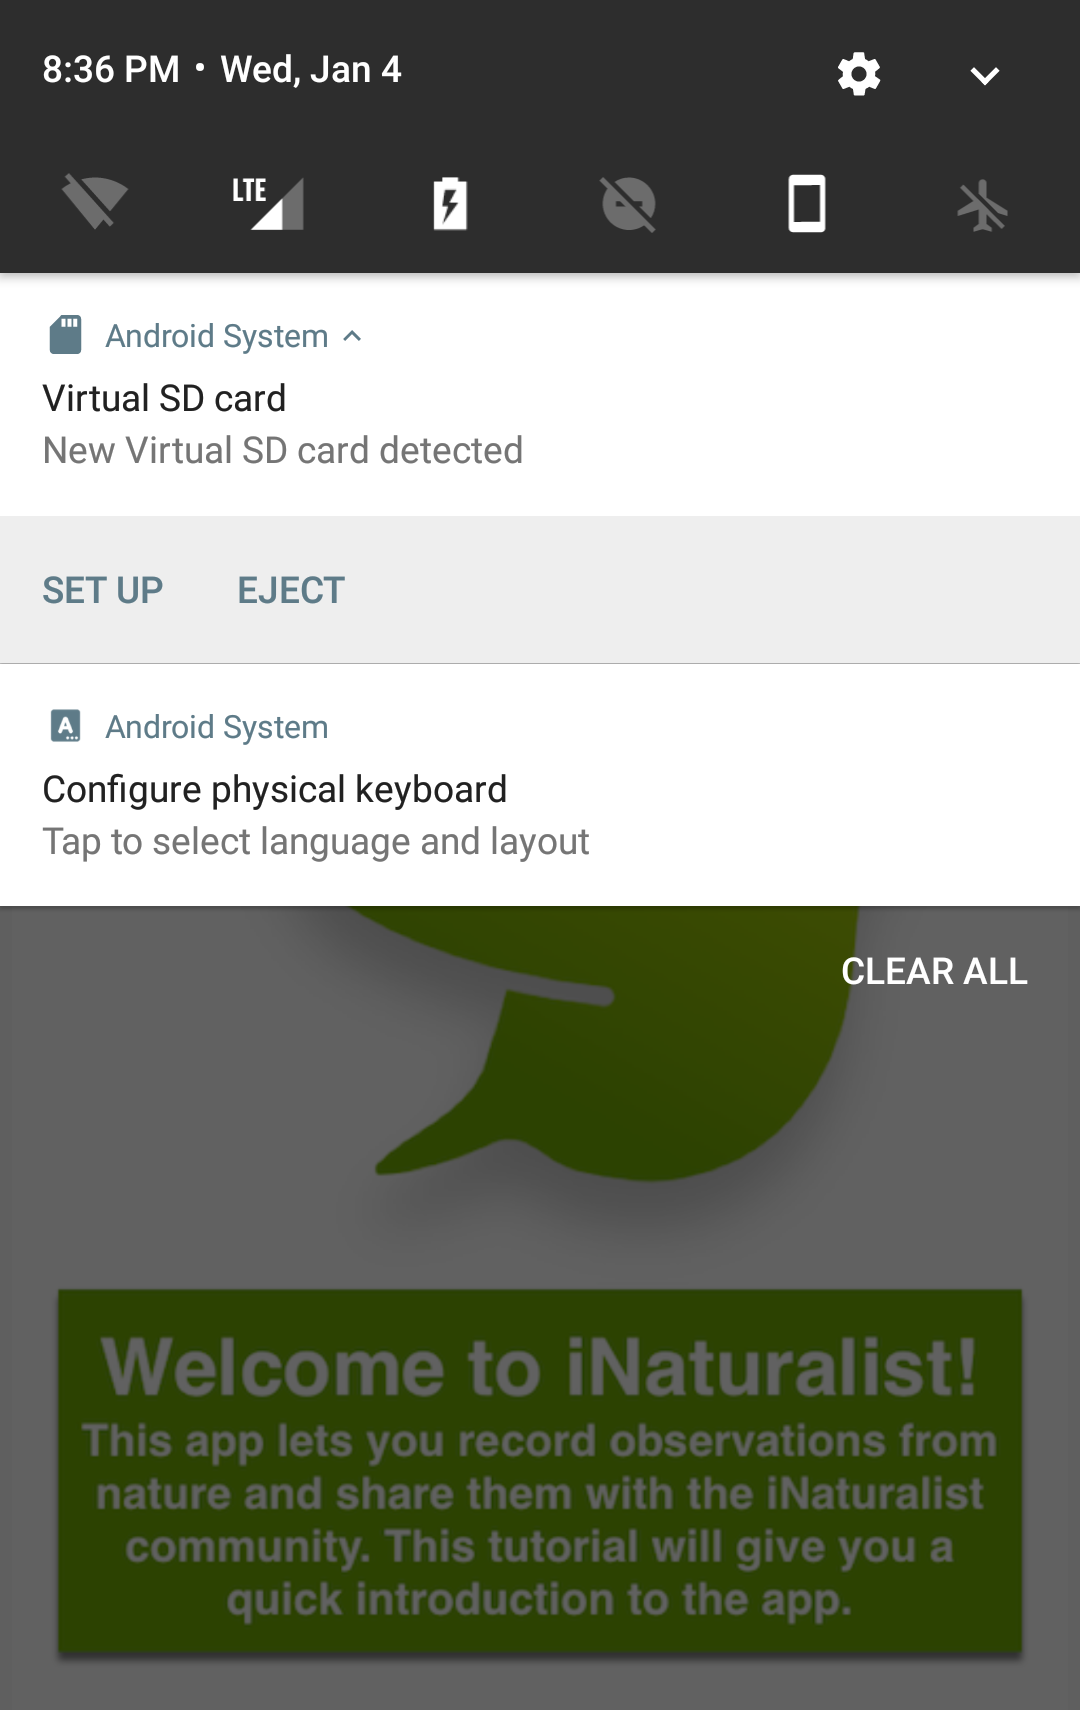 8:36 PM • Wed, Jan 4
LTE
Android System
Virtual SD card
New Virtual SD card detected
SET UP EJECT
A Android System
Configure physical keyboard
Tap to select language and layout
CLEAR ALL
Welcome to iNaturalist!
This app lets you record observations from
nature and share them with the iNaturalist
community. This tutorial will give you a
quick introduction to the app.